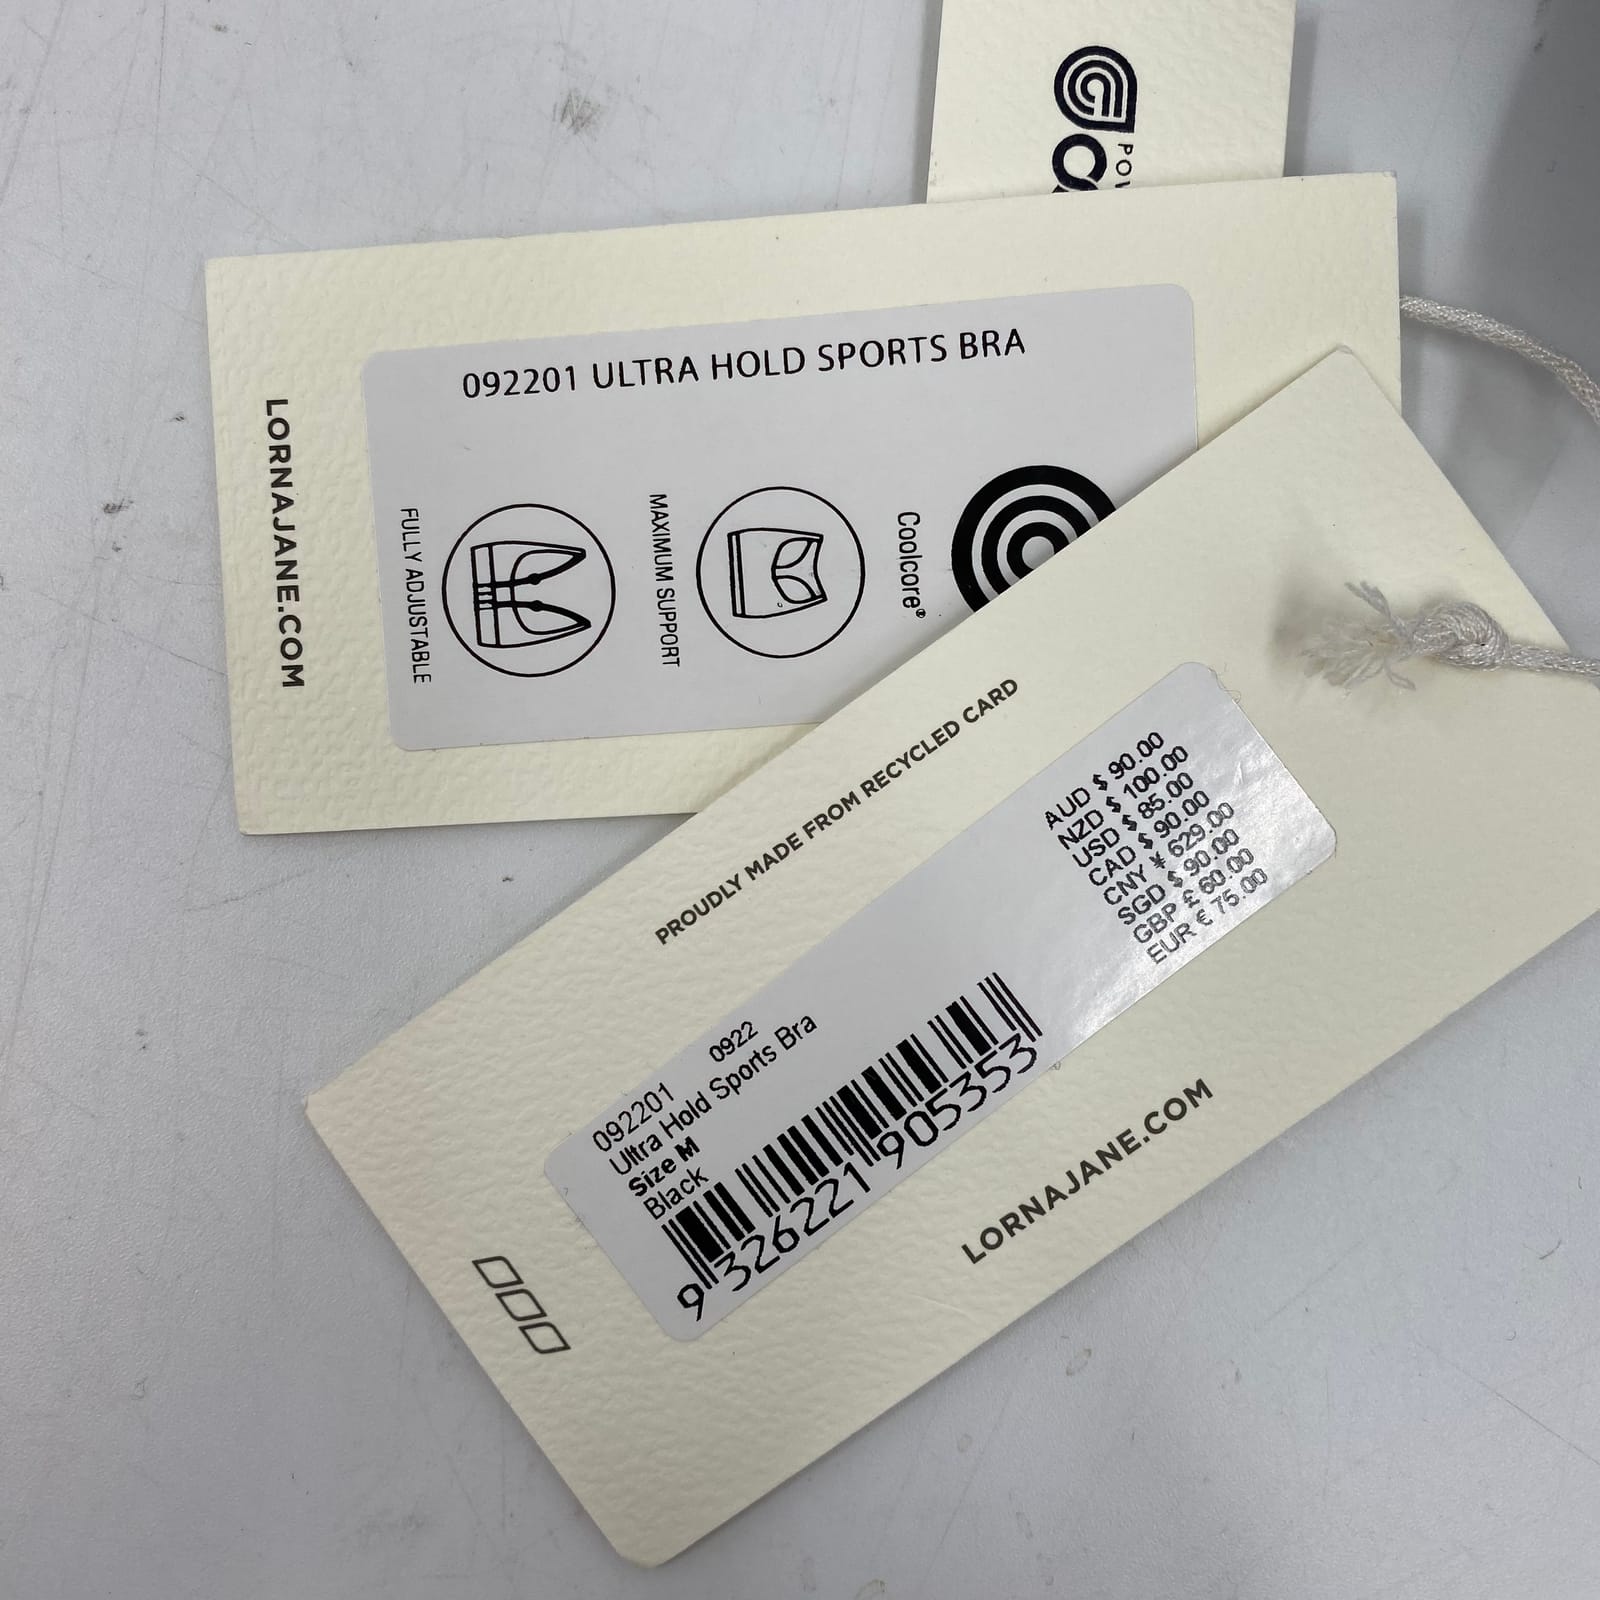 092201 ULTRA HOLD SPORTS BRA
LORNAJANE.COM
FULLY ADJUSTABLE
MAXIMUM SUPPORT
Coolcore®
PROUDLY MADE FROM RECYCLED CARD
AUD $ 90.00
NZD $ 100.00
USD $ 85.00
CAD $ 90.00
CNY ¥ 629.00
SGD $ 90.00
GBP £ 60.00
EUR € 75.00
092201 0922
Ultra Hold Sports Bra
Size M
Black
9 326221 905353
LORNAJANE.COM